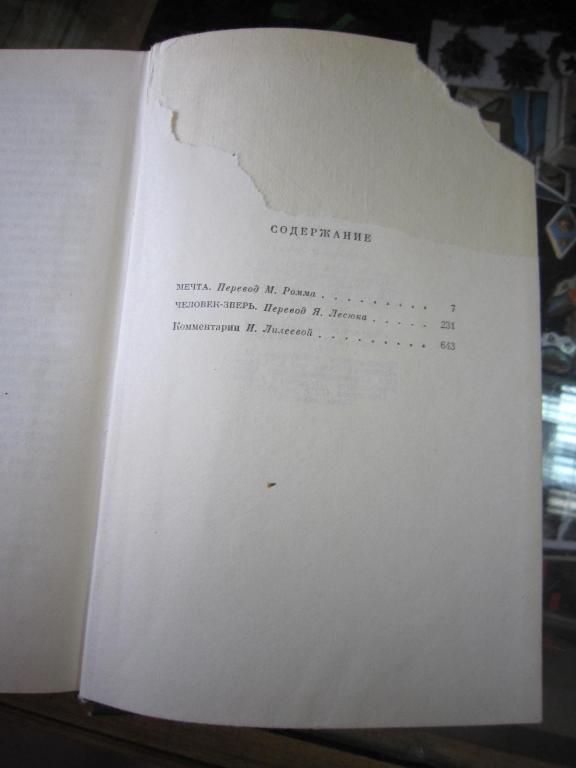 СОДЕРЖАНИЕ
МЕЧТА. Перевод М. Ромма . . . . . . . . . 7
ЧЕЛОВЕК-ЗВЕРЬ. Перевод Я. Лесюка . . . . . 231
Комментарии И. Лилеевой . . . . . . . . . 643